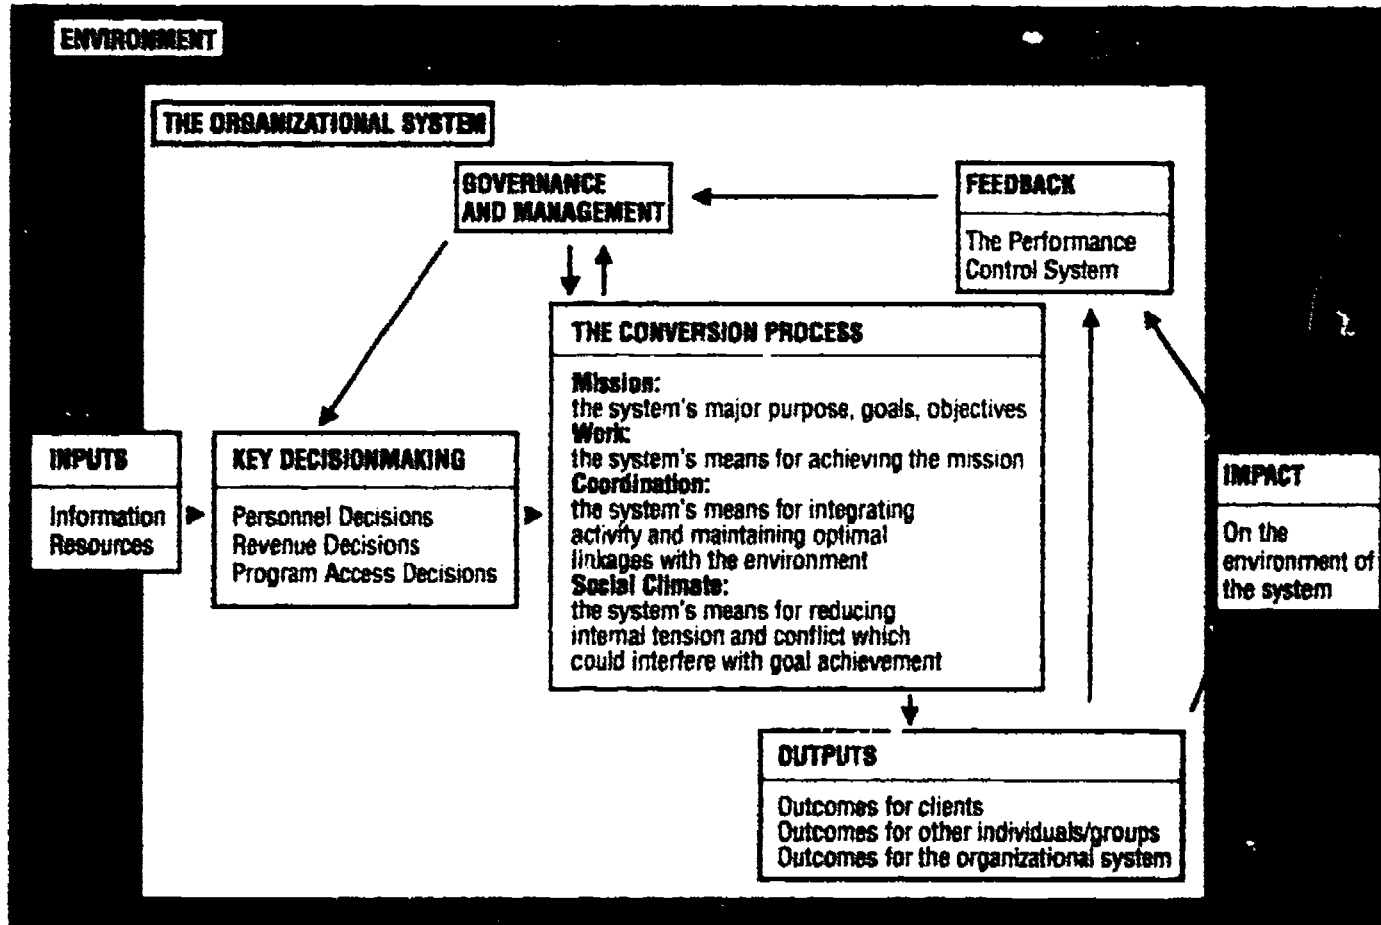 ENVIRONMENT
THE ORGANIZATIONAL SYSTEM
GOVERNANCE
AND MANAGEMENT
FEEDBACK
The Performance
Control System
THE CONVERSION PROCESS
Mission:
the system's major purpose, goals, objectives
Work:
the system's means for achieving the mission
Coordination:
the system's means for integrating
activity and maintaining optimal
linkages with the environment
Social Climate:
the system's means for reducing
internal tension and conflict which
could interfere with goal achievement
INPUTS
Information
Resources
KEY DECISIONMAKING
Personnel Decisions
Revenue Decisions
Program Access Decisions
IMPACT
On the
environment of
the system
OUTPUTS
Outcomes for clients
Outcomes for other individuals/groups
Outcomes for the organizational system